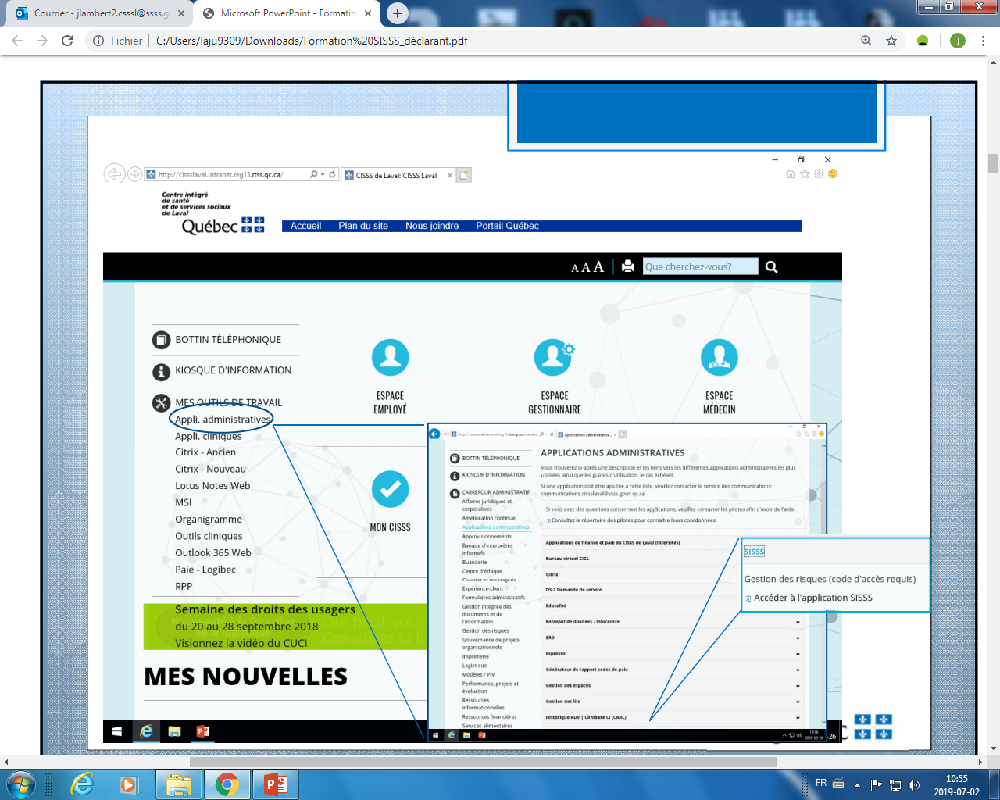 Courrier - jlambert2.csssl@ssss.g
Microsoft PowerPoint - Formatio
Fichier
C:/Users/laju9309/Downloads/Formation%20SISSS_déclarant.pdf
j
http://cissslaval.intranet.reg13.rtss.qc.ca/
CISSS de Laval: CISSS Laval
Centre intégré
de santé
et de services sociaux
de Laval
Québec
Accueil
Plan du site
Nous joindre
Portail Québec
A A A
Que cherchez-vous?
BOTTIN TÉLÉPHONIQUE
KIOSQUE D'INFORMATION
MES OUTILS DE TRAVAIL
Appli. administratives
Appli. cliniques
Citrix - Ancien
Citrix - Nouveau
Lotus Notes Web
MSI
Organigramme
Outils cliniques
Outlook 365 Web
Paie - Logibec
RPP
ESPACE
EMPLOYÉ
ESPACE
GESTIONNAIRE
ESPACE
MÉDECIN
MON CISSS
Semaine des droits des usagers
du 20 au 28 septembre 2018
Visionnez la vidéo du CUCI
MES NOUVELLES
Applications administrativ...
BOTTIN TÉLÉPHONIQUE
KIOSQUE D'INFORMATION
CARREFOUR ADMINISTRATIF
Affaires juridiques et
corporatives
Amélioration continue
Applications administratives
Approvisionnements
Banque d'interprètes
informels
Buanderie
Centre d'éthique
Courrier et messagerie
Expérience-client
Formulaires administratifs
Gestion intégrée des
documents et de
l'information
Gestion des risques
Gouvernance de projets
organisationnels
Imprimerie
Logistique
Modèles / PIV
Performance, projets et
évaluation
Ressources
informationnelles
Ressources financières
Services alimentaires
APPLICATIONS ADMINISTRATIVES
Vous trouverez ci-après une description et les liens vers les différentes applications administratives les plus
utilisées ainsi que les guides d'utilisation, le cas échéant.
Si une application doit être ajoutée à cette liste, veuillez contacter le service des communications:
communications.cissslaval@ssss.gouv.qc.ca
Si vous avez des questions concernant les applications, veuillez contacter les pilotes afin d'avoir de l'aide.
Consultez le répertoire des pilotes pour connaître leurs coordonnées.
Applications de finance et paie du CISSS de Laval (Intersites)
Bureau virtuel CICL
Citrix
DS-2 Demande de service
Edusofad
Entrepôt de données - Infocentre
ERD
Espresso
Générateur de rapport codes de paie
Gestion des espaces
Gestion des lits
Historique RDV | Clinibase CI (CARL)
12:36
2018-09-26
-26
SISSS
Gestion des risques (code d'accès requis)
Accéder à l'application SISSS
FR
10:55
2019-07-02